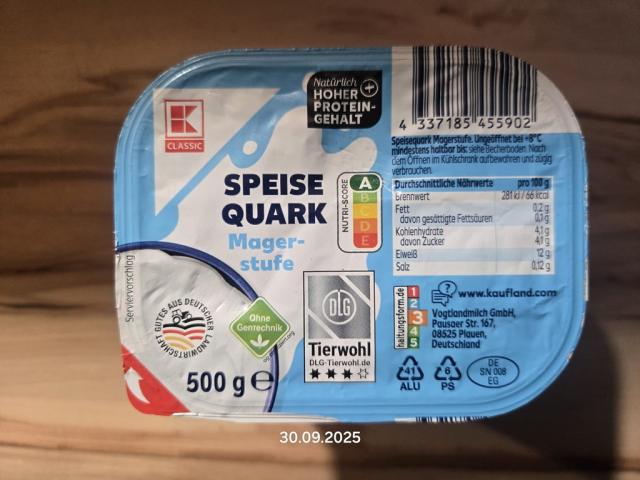 Natürlich
HOHER
PROTEIN-
GEHALT
K
CLASSIC
SPEISE
QUARK
Mager-
stufe
NUTRI-SCORE
A
B
C
D
E
4 337185 455902
Speisequark Magerstufe. Ungeöffnet bei +8°C
mindestens haltbar bis: siehe Becherboden. Nach
dem Öffnen im Kühlschrank aufbewahren und zügig
verbrauchen.
Durchschnittliche Nährwerte pro 100 g
Brennwert 281 kJ / 66 kcal
Fett 0,2 g
davon gesättigte Fettsäuren 0,1 g
Kohlenhydrate 4,1 g
davon Zucker 4,1 g
Eiweiß 12 g
Salz 0,12 g
Serviervorschlag
GUTES AUS DEUTSCHER
LANDWIRTSCHAFT
Ohne
Gentechnik
500 g e
DLG
Tierwohl
DLG-Tierwohl.de
haltungsform.de
1
2
3
4
5
www.kaufland.com
Vogtlandmilch GmbH,
Pausaer Str. 167,
08525 Plauen,
Deutschland
41
ALU
6
PS
DE
SN 008
EG
30.09.2025